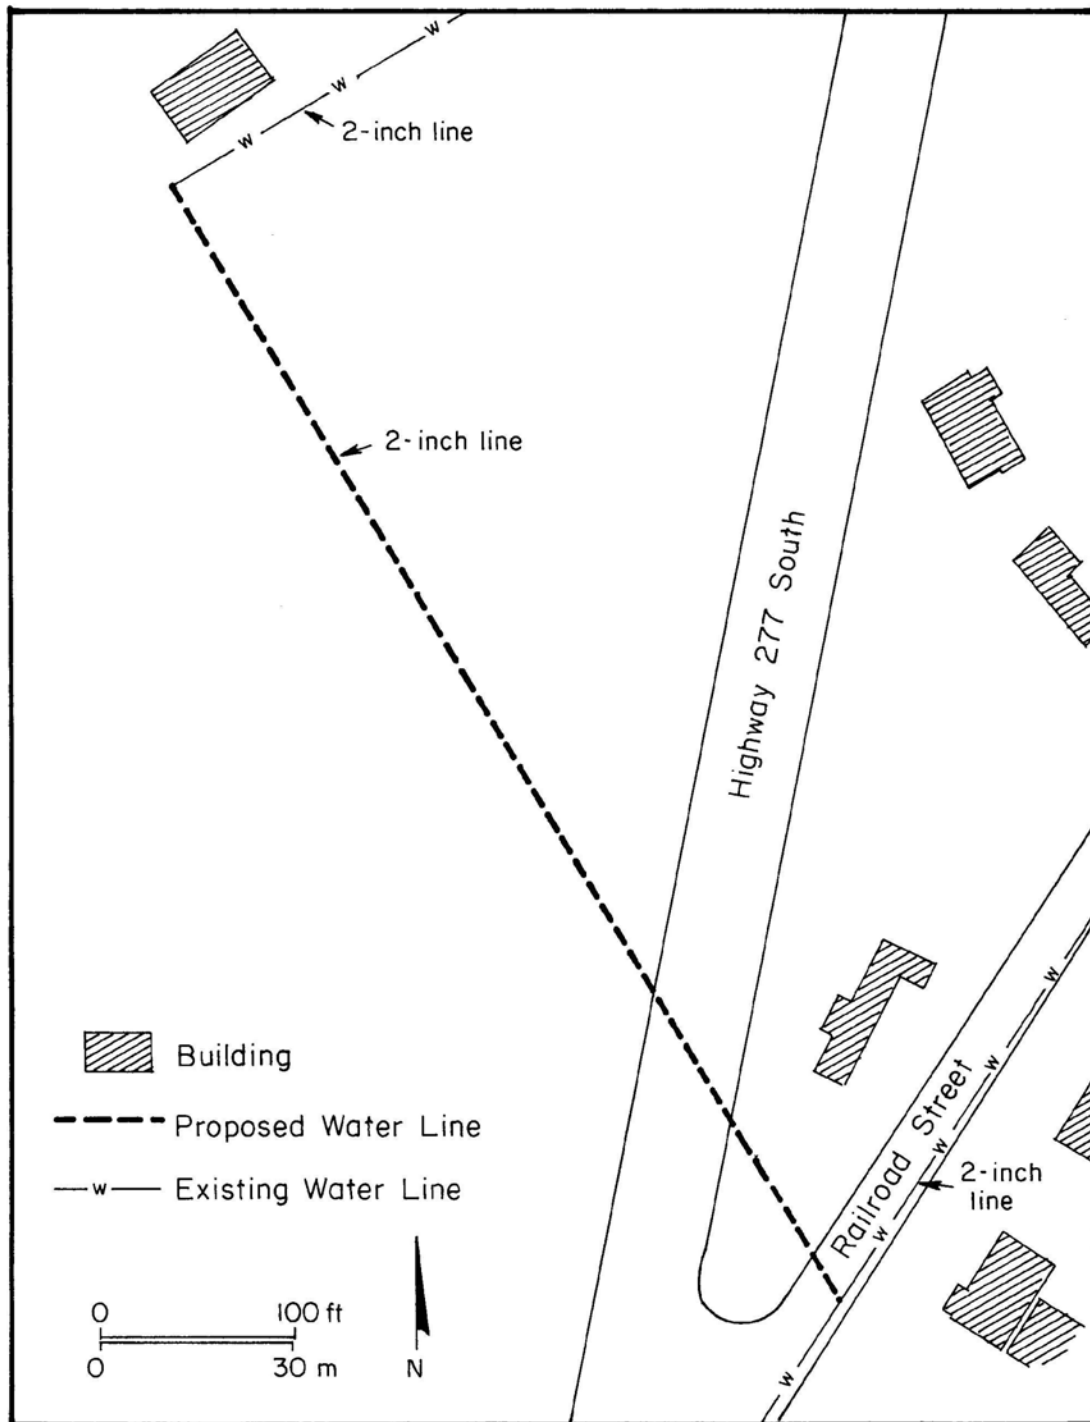 W
W
W
2-inch line
2-inch line
Highway 277 South
W
W
W
W
W
Railroad Street
2-inch
line
Building
Proposed Water Line
W
Existing Water Line
0 100 ft
0 30 m
N